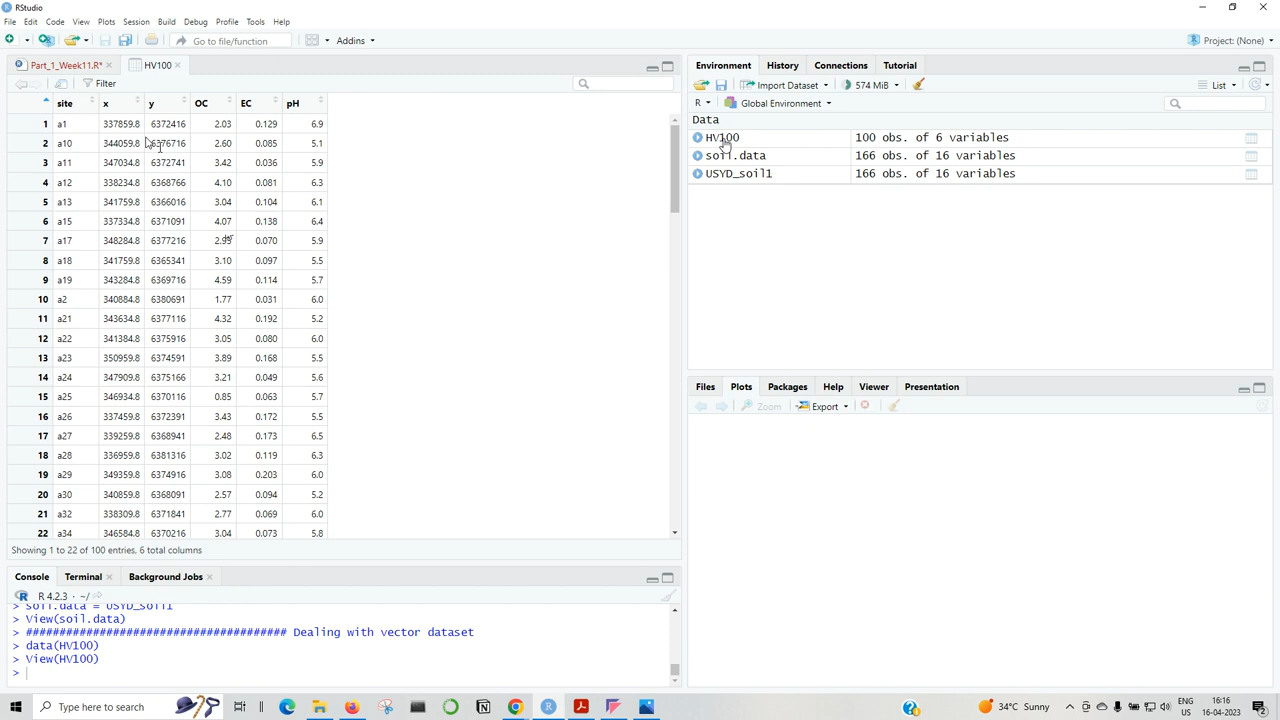 RStudio
File Edit Code View Plots Session Build Debug Profile Tools Help
Go to file/function Addins Project: (None)
Part_1_Week11.R* HV100
Filter
site x y OC EC pH
1 a1 337859.8 6372416 2.03 0.129 6.9
2 a10 344059.8 6376716 2.60 0.085 5.1
3 a11 347034.8 6372741 3.42 0.036 5.9
4 a12 338234.8 6368766 4.10 0.081 6.3
5 a13 341759.8 6366016 3.04 0.104 6.1
6 a15 337334.8 6371091 4.07 0.138 6.4
7 a17 348284.8 6377216 0.070 5.9
8 a18 341759.8 6365341 3.10 0.097 5.5
9 a19 343284.8 6369716 4.59 0.114 5.7
10 a2 340884.8 6380691 1.77 0.031 6.0
11 a21 343634.8 6377116 4.32 0.192 5.2
12 a22 341384.8 6375916 3.05 0.080 6.0
13 a23 350959.8 6374591 3.89 0.168 5.5
14 a24 347909.8 6375166 3.21 0.049 5.6
15 a25 346934.8 6370116 0.85 0.063 5.7
16 a26 337459.8 6372391 3.43 0.172 5.5
17 a27 339259.8 6368941 2.48 0.173 6.5
18 a28 336959.8 6381316 3.02 0.119 6.3
19 a29 349359.8 6374916 3.08 0.203 6.0
20 a30 340859.8 6368091 2.57 0.094 5.2
21 a32 338309.8 6371841 2.77 0.069 6.0
22 a34 346584.8 6370216 3.04 0.073 5.8
Showing 1 to 22 of 100 entries, 6 total columns
Console Terminal Background Jobs
R 4.2.3 · ~/
> soil.data = USYD_soil1
> View(soil.data)
> #################################### Dealing with vector dataset
> data(HV100)
> View(HV100)
>
Environment History Connections Tutorial
Import Dataset 574 MiB List
R Global Environment
Data
HV100 100 obs. of 6 variables
soil.data 166 obs. of 16 variables
USYD_soil1 166 obs. of 16 variables
Files Plots Packages Help Viewer Presentation
Zoom Export
Type here to search
34°C Sunny
ENG
US
16:16
16-04-2023